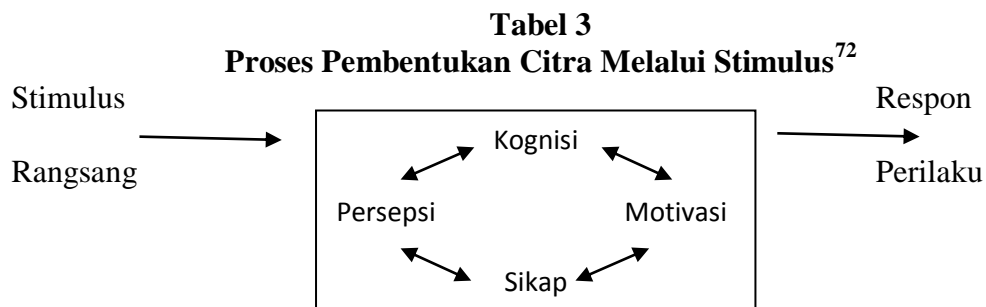 Tabel 3
Proses Pembentukan Citra Melalui Stimulus72
Stimulus
Respon
Kognisi
Rangsang
Perilaku
Persepsi
Motivasi
Sikap